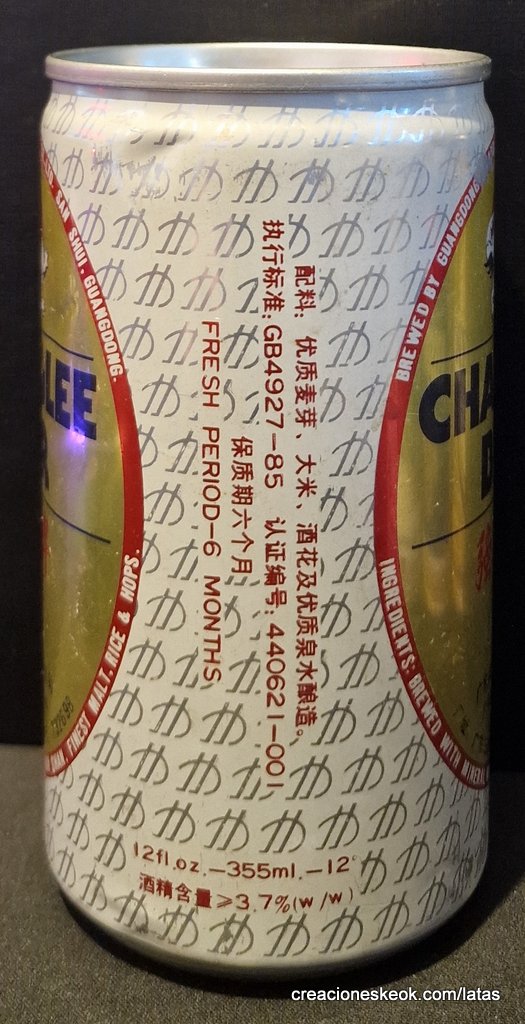 配料: 优质麦芽、大米、酒花及优质泉水酿造。
执行标准:GB4927-85 认证编号:440621-001
保质期六个月
FRESH PERIOD-6 MONTHS
12fl.oz.-355ml.-12°
酒精含量⩾3.7%(w/w)
SAN SHUI. GUANGDONG.
LEE
FINEST MALT. RICE & HOPS.
BREWED BY GUANGDONG
CHA
D
INGREDIENTS-BREWED WITH MINERAL
creacioneskeok.com/latas